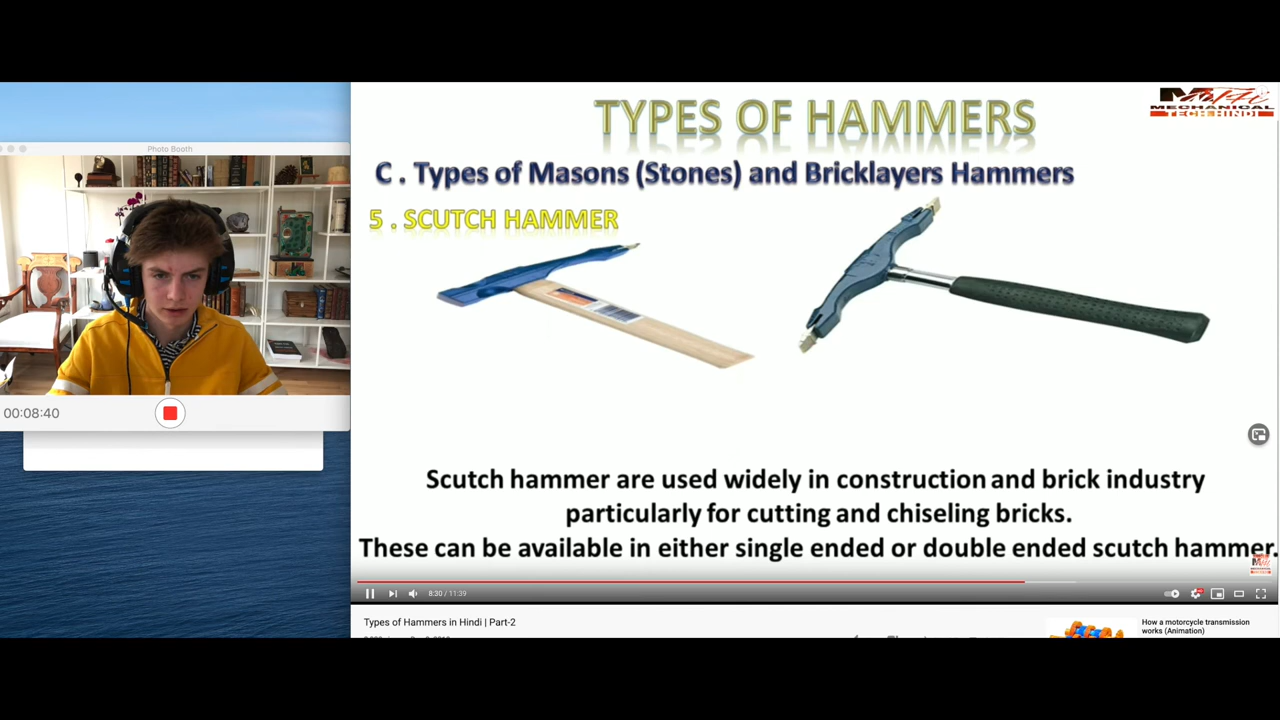 Photo Booth
00:08:40
TYPES OF HAMMERS
MECHANICAL
TECH HINDI
C . Types of Masons (Stones) and Bricklayers Hammers
5 . SCUTCH HAMMER
Scutch hammer are used widely in construction and brick industry
particularly for cutting and chiseling bricks.
These can be available in either single ended or double ended scutch hammer.
8:30 / 11:39
Types of Hammers in Hindi | Part-2
How a motorcycle transmission
works (Animation)